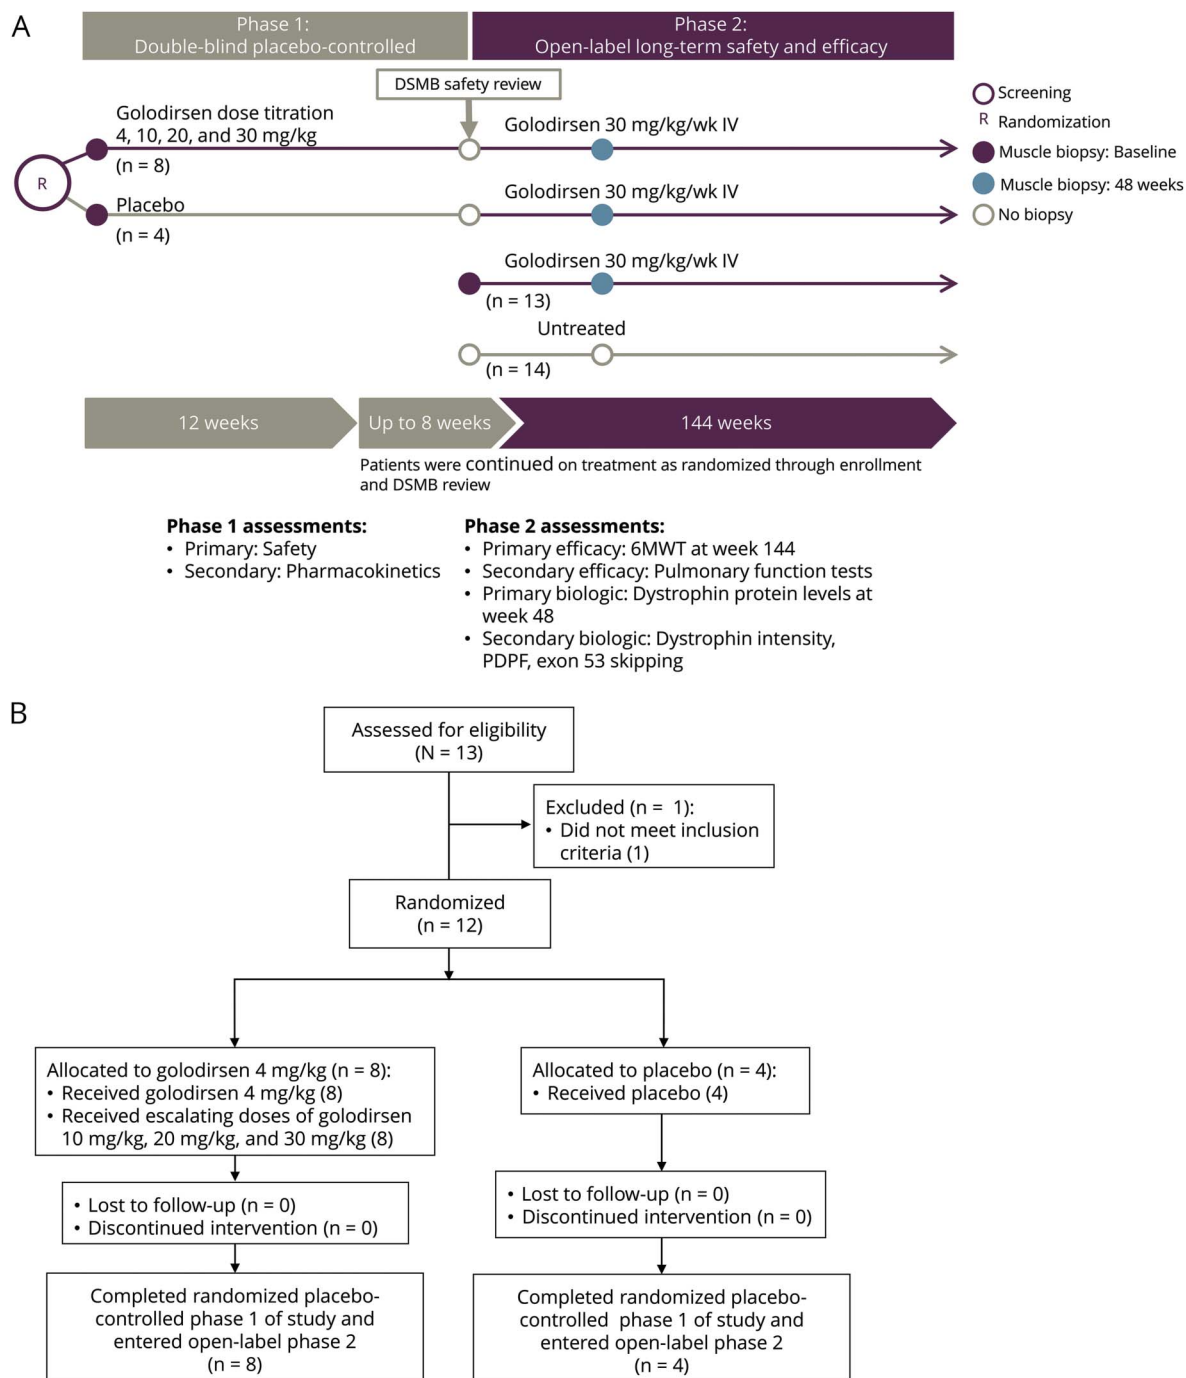 A
Phase 1:
Double-blind placebo-controlled
Phase 2:
Open-label long-term safety and efficacy
DSMB safety review
Golodirsen dose titration
4, 10, 20, and 30 mg/kg
(n = 8)
Golodirsen 30 mg/kg/wk IV
R
Placebo
(n = 4)
Golodirsen 30 mg/kg/wk IV
Golodirsen 30 mg/kg/wk IV
(n = 13)
Untreated
(n = 14)
Screening
R Randomization
Muscle biopsy: Baseline
Muscle biopsy: 48 weeks
No biopsy
12 weeks
Up to 8 weeks
144 weeks
Patients were continued on treatment as randomized through enrollment
and DSMB review
Phase 1 assessments:
• Primary: Safety
• Secondary: Pharmacokinetics
Phase 2 assessments:
• Primary efficacy: 6MWT at week 144
• Secondary efficacy: Pulmonary function tests
• Primary biologic: Dystrophin protein levels at
week 48
• Secondary biologic: Dystrophin intensity,
PDPF, exon 53 skipping
B
Assessed for eligibility
(N = 13)
Excluded (n = 1):
• Did not meet inclusion
criteria (1)
Randomized
(n = 12)
Allocated to golodirsen 4 mg/kg (n = 8):
• Received golodirsen 4 mg/kg (8)
• Received escalating doses of golodirsen
10 mg/kg, 20 mg/kg, and 30 mg/kg (8)
Allocated to placebo (n = 4):
• Received placebo (4)
• Lost to follow-up (n = 0)
• Discontinued intervention (n = 0)
• Lost to follow-up (n = 0)
• Discontinued intervention (n = 0)
Completed randomized placebo-
controlled phase 1 of study and
entered open-label phase 2
(n = 8)
Completed randomized placebo-
controlled phase 1 of study and
entered open-label phase 2
(n = 4)